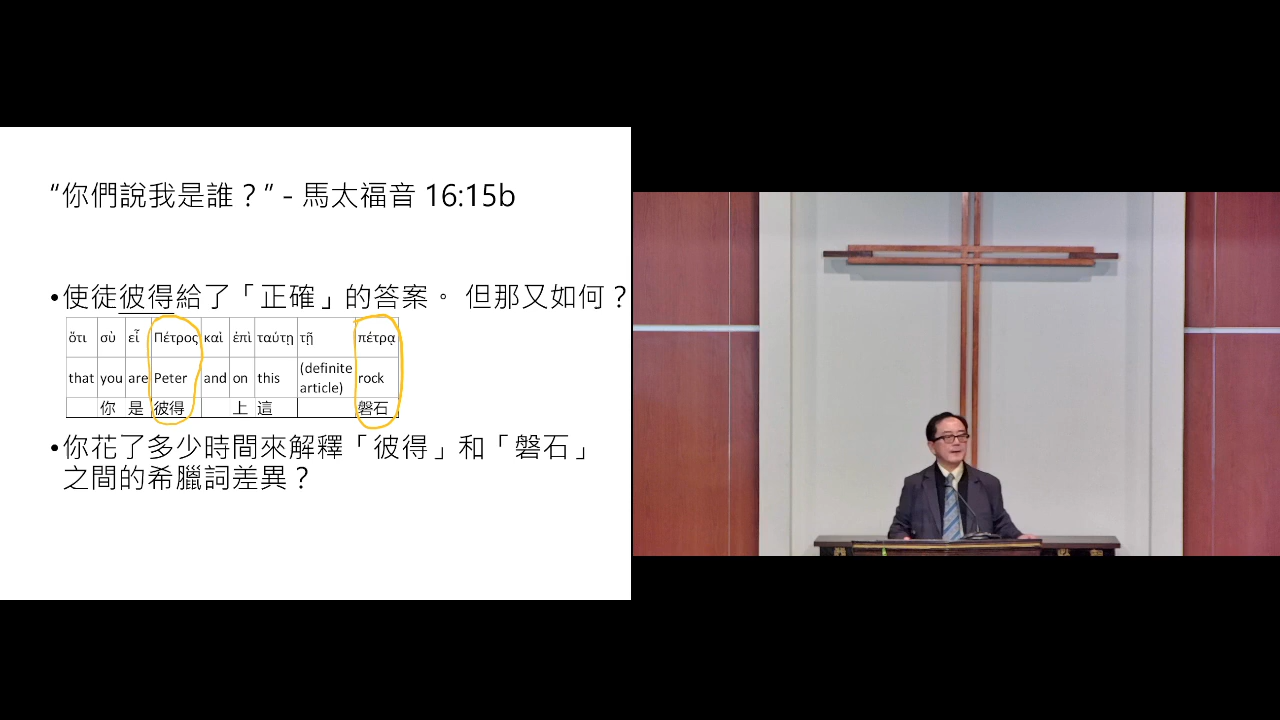 “你們說我是誰？” - 馬太福音 16:15b
•使徒彼得給了「正確」的答案。 但那又如何？
ὅτι σὺ εἶ Πέτρος καὶ ἐπὶ ταύτῃ τῇ πέτρᾳ
that you are Peter and on this (definite article) rock
你 是 彼得 上 這 磐石
•你花了多少時間來解釋「彼得」和「磐石」
之間的希臘詞差異？